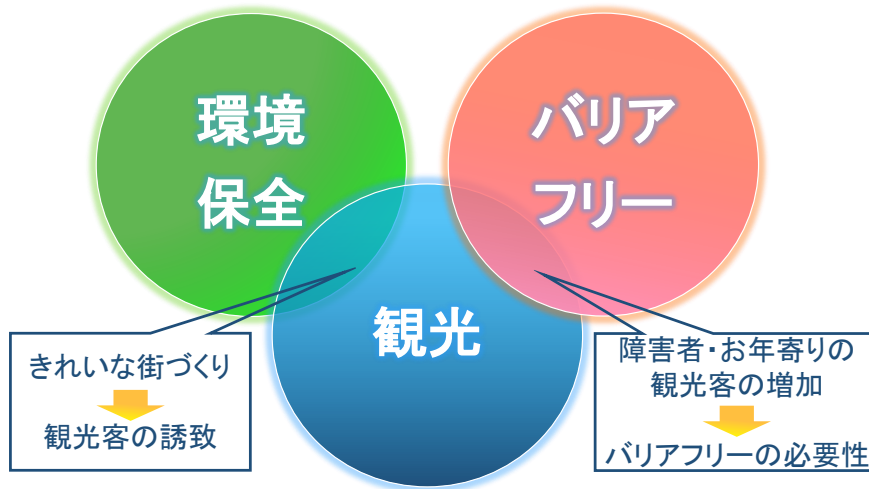 環境
保全
バリア
フリー
観光
きれいな街づくり
観光客の誘致
障害者・お年寄りの
観光客の増加
バリアフリーの必要性